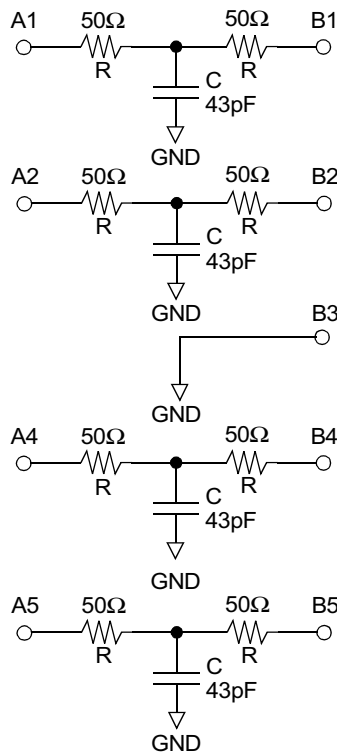 A1 50Ω 50Ω B1
R R
C
43pF
GND
A2 50Ω 50Ω B2
R R
C
43pF
GND
B3
GND
A4 50Ω 50Ω B4
R R
C
43pF
GND
A5 50Ω 50Ω B5
R R
C
43pF
GND